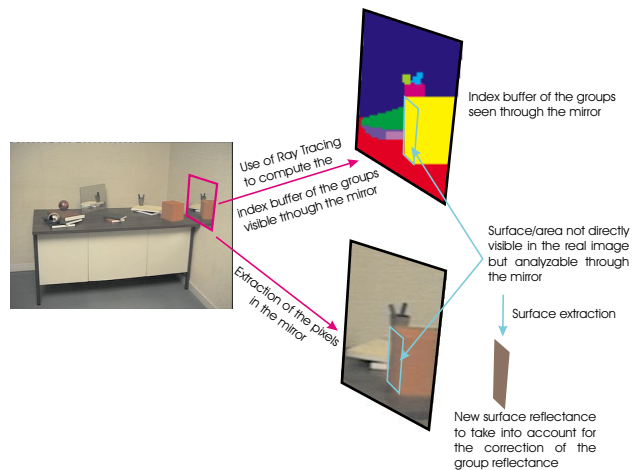 Index buffer of the groups
seen through the mirror
Use of Ray Tracing
to compute the
index buffer of the groups
visible trhough the mirror
Surface/area not directly
visible in the real image
but analyzable through
the mirror
Extraction of the pixels
in the mirror
Surface extraction
New surface reflectance
to take into account for
the correction of the
group reflectance